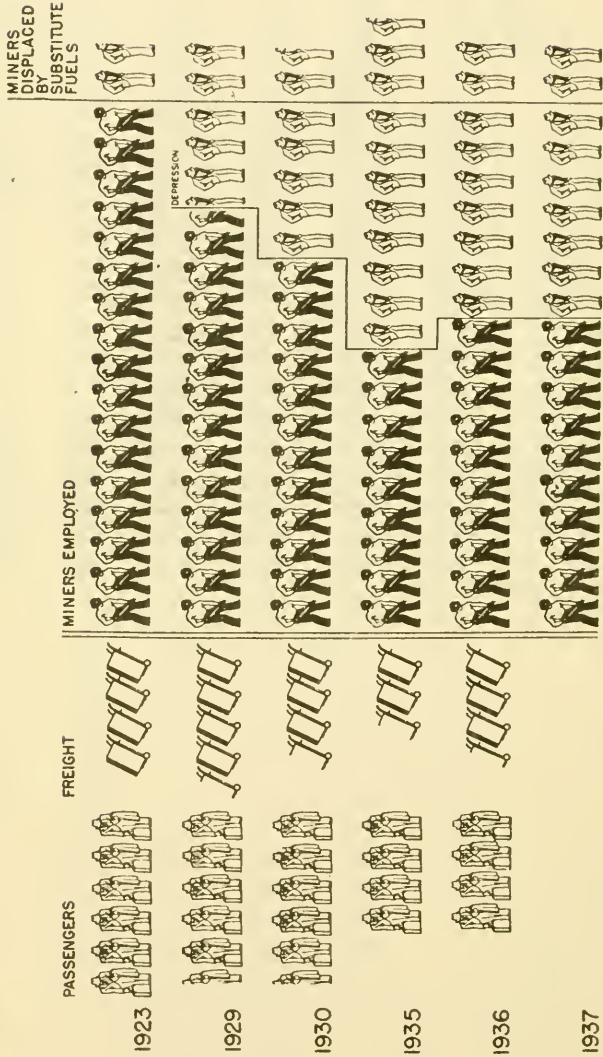 PASSENGERS
FREIGHT
MINERS EMPLOYED
MINERS
DISPLACED
BY
SUBSTITUTE
FUELS
1923
1929
DEPRESSION
1930
1935
1936
1937